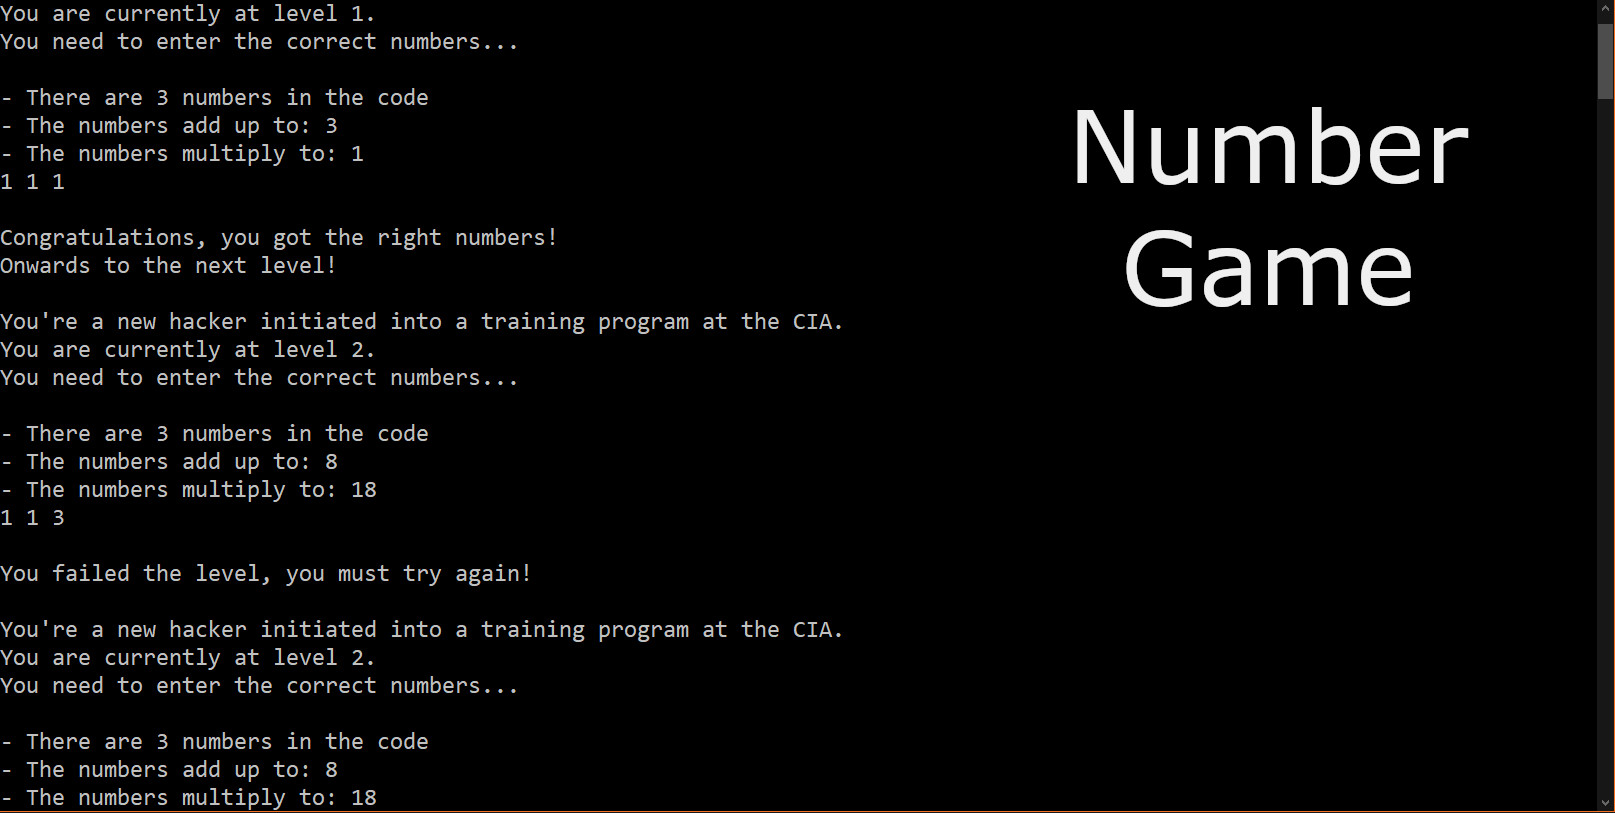 You are currently at level 1.
You need to enter the correct numbers...
- There are 3 numbers in the code
- The numbers add up to: 3
- The numbers multiply to: 1
1 1 1
Congratulations, you got the right numbers!
Onwards to the next level!
You're a new hacker initiated into a training program at the CIA.
You are currently at level 2.
You need to enter the correct numbers...
- There are 3 numbers in the code
- The numbers add up to: 8
- The numbers multiply to: 18
1 1 3
You failed the level, you must try again!
You're a new hacker initiated into a training program at the CIA.
You are currently at level 2.
You need to enter the correct numbers...
- There are 3 numbers in the code
- The numbers add up to: 8
- The numbers multiply to: 18
Number
Game